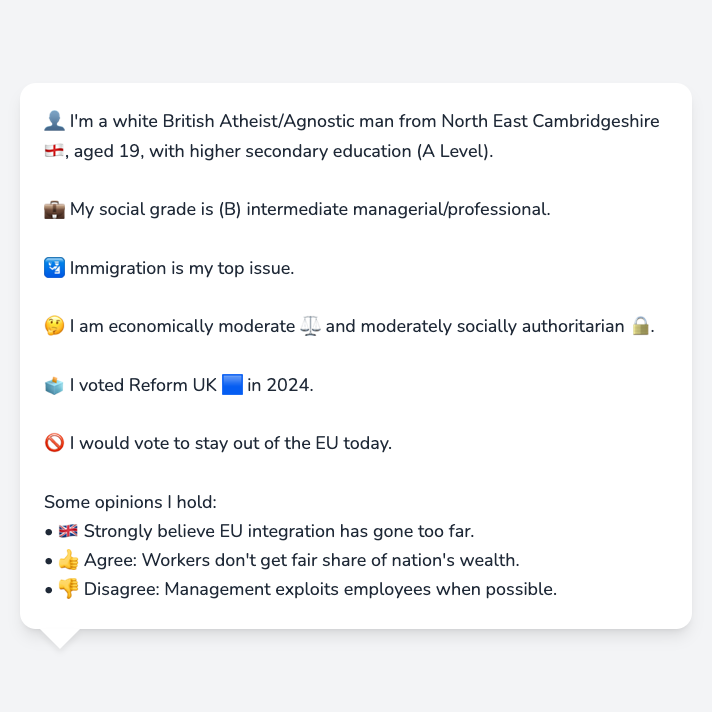 👤 I'm a white British Atheist/Agnostic man from North East Cambridgeshire
🏴󠁧󠁢󠁥󠁮󠁧󠁿, aged 19, with higher secondary education (A Level).
💼 My social grade is (B) intermediate managerial/professional.
🛂 Immigration is my top issue.
🤔 I am economically moderate ⚖️ and moderately socially authoritarian 🔒.
🗳️ I voted Reform UK 🟦 in 2024.
🚫 I would vote to stay out of the EU today.
Some opinions I hold:
• 🇬🇧 Strongly believe EU integration has gone too far.
• 👍 Agree: Workers don't get fair share of nation's wealth.
• 👎 Disagree: Management exploits employees when possible.